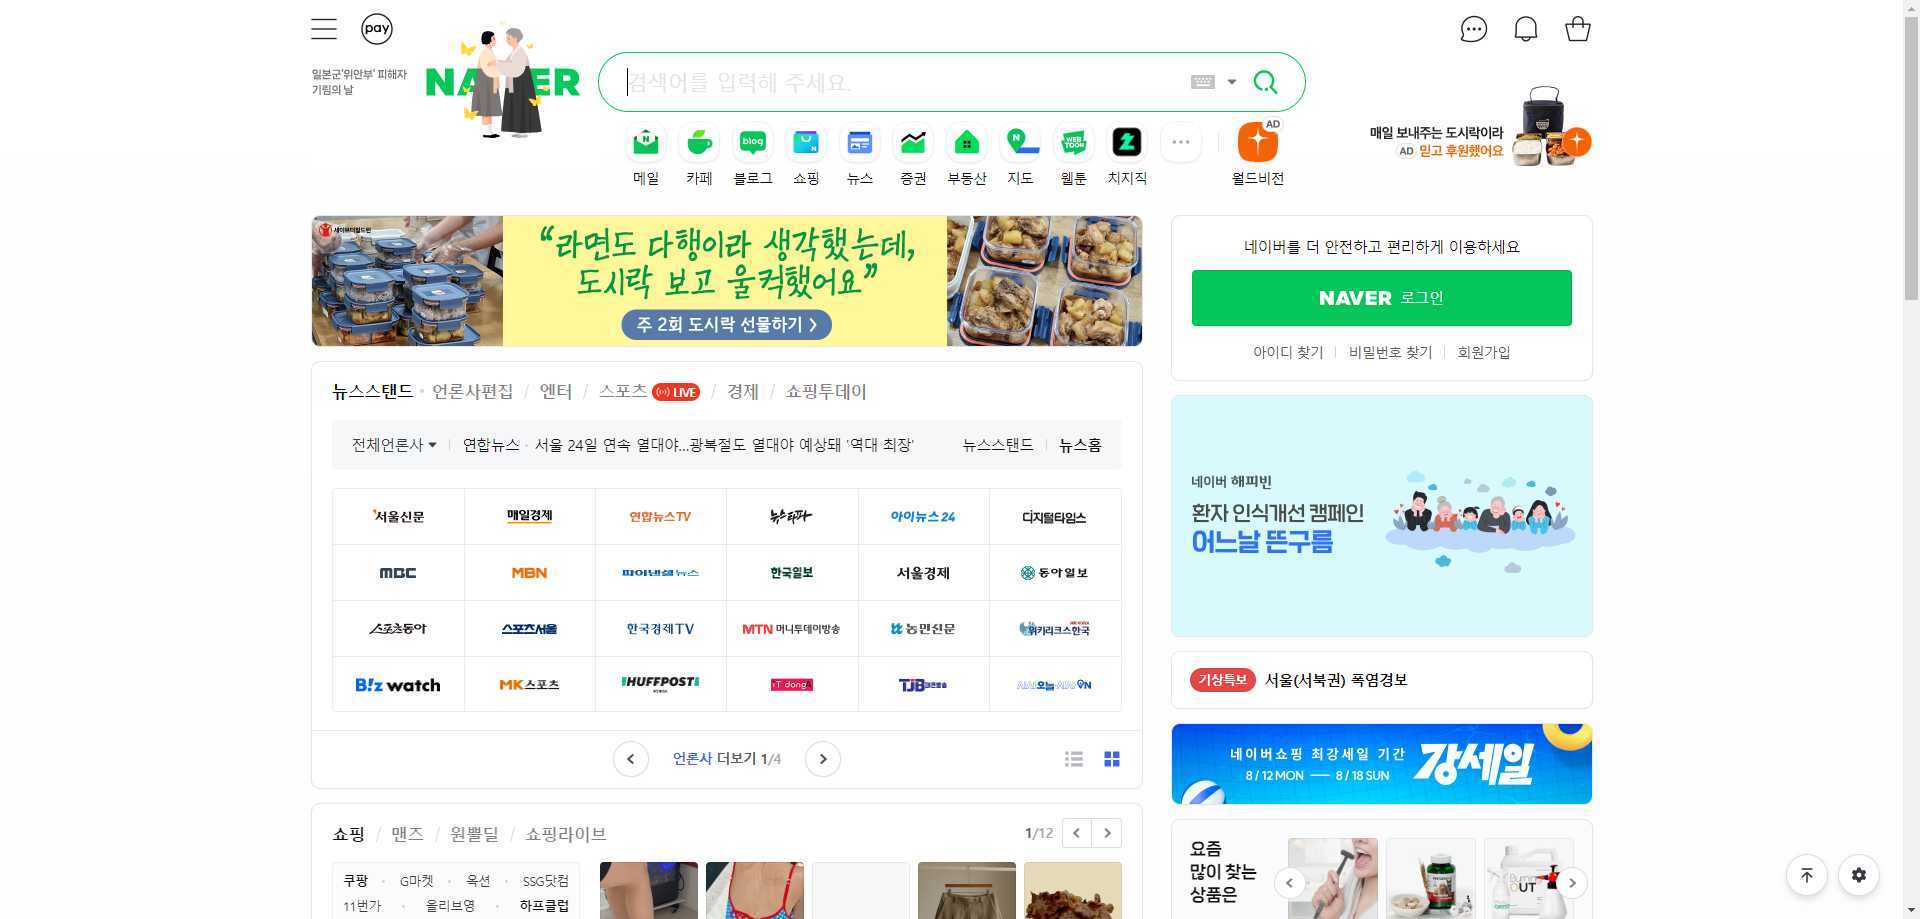 pay
일본군'위안부' 피해자
기림의 날
NAVER
검색어를 입력해 주세요.
메일
카페
blog
블로그
쇼핑
뉴스
증권
부동산
N
지도
WEB
TOON
웹툰
치지직
AD
월드비전
매일 보내주는 도시락이라
AD 믿고 후원했어요
세이브더칠드런
“라면도 다행이라 생각했는데,
도시락 보고 울컥했어요”
주 2회 도시락 선물하기 >
네이버를 더 안전하고 편리하게 이용하세요
NAVER 로그인
아이디 찾기 | 비밀번호 찾기 | 회원가입
뉴스스탠드 · 언론사편집 / 엔터 / 스포츠 LIVE / 경제 / 쇼핑투데이
전체언론사 연합뉴스 · 서울 24일 연속 열대야…광복절도 열대야 예상돼 '역대 최장' 뉴스스탠드 뉴스홈
서울신문 매일경제 연합뉴스TV 뉴스타파 아이뉴스24 디지털타임스
MBC MBN 파이낸셜뉴스 한국일보 서울경제 동아일보
스포츠동아 스포츠서울 한국경제TV MTN 머니투데이방송 농민신문 위키리크스한국
B!z watch MK스포츠 HUFFPOST TJB
언론사 더보기 1/4
네이버 해피빈
환자 인식개선 캠페인
어느날 뜬구름
기상특보 서울(서북권) 폭염경보
네이버쇼핑 최강세일 기간
8 / 12 MON — 8 / 18 SUN
강세일
쇼핑 / 맨즈 / 원쁠딜 / 쇼핑라이브
1/12
쿠팡 · G마켓 · 옥션 · SSG닷컴
11번가 · 올리브영 · 하프클럽
요즘
많이 찾는
상품은
OUT